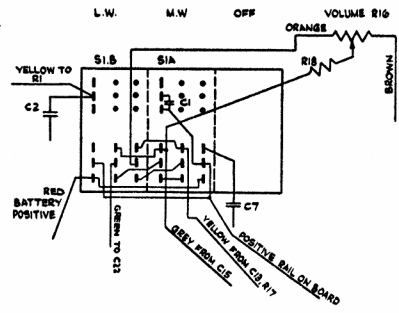 L.W.
M.W
OFF
VOLUME R16
ORANGE
S1.B
S1A
R18
YELLOW TO
R1
C1
C2
BROWN
RED
BATTERY
POSITIVE
GREEN TO C22
C7
GREY FROM C15
YELLOW FROM C13, R17
POSITIVE RAIL ON BOARD